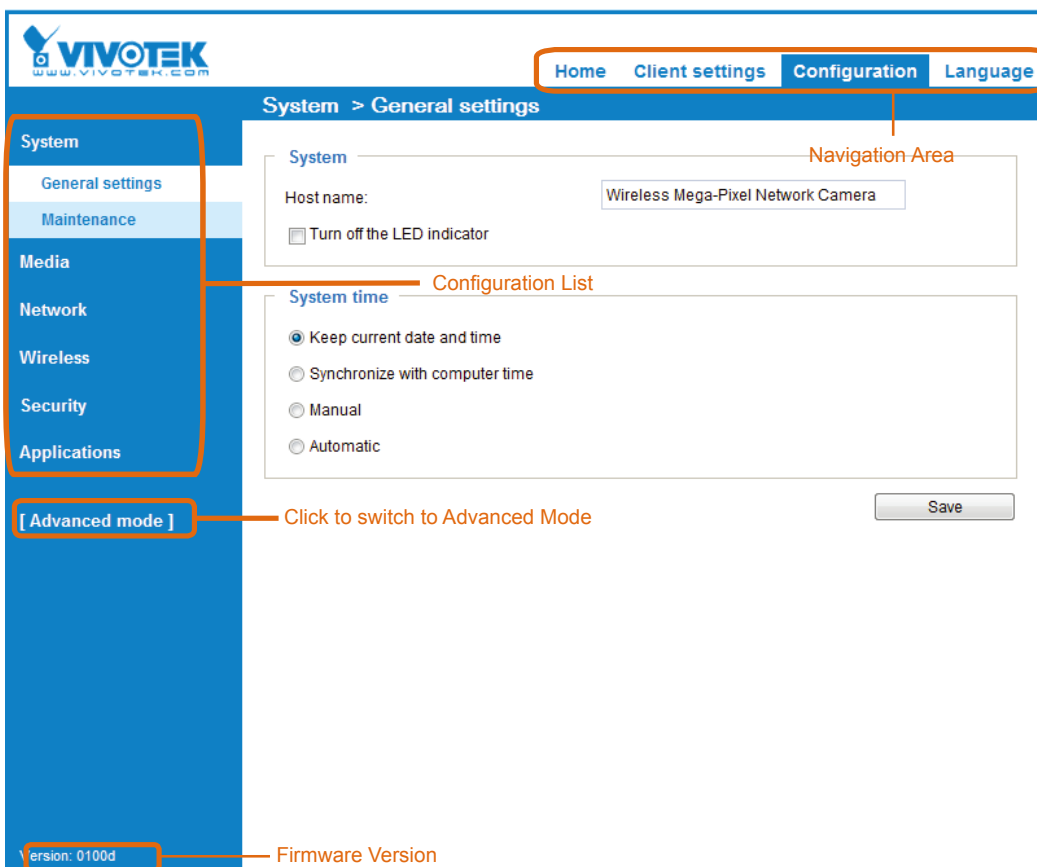 VIVOTEK
www.vivotek.com
Home Client settings Configuration Language
System > General settings
Navigation Area
System
General settings
Maintenance
Media
Network
Wireless
Security
Applications
[ Advanced mode ]
Version: 0100d
System
Host name: Wireless Mega-Pixel Network Camera
Turn off the LED indicator
Configuration List
System time
Keep current date and time
Synchronize with computer time
Manual
Automatic
Click to switch to Advanced Mode
Save
Firmware Version